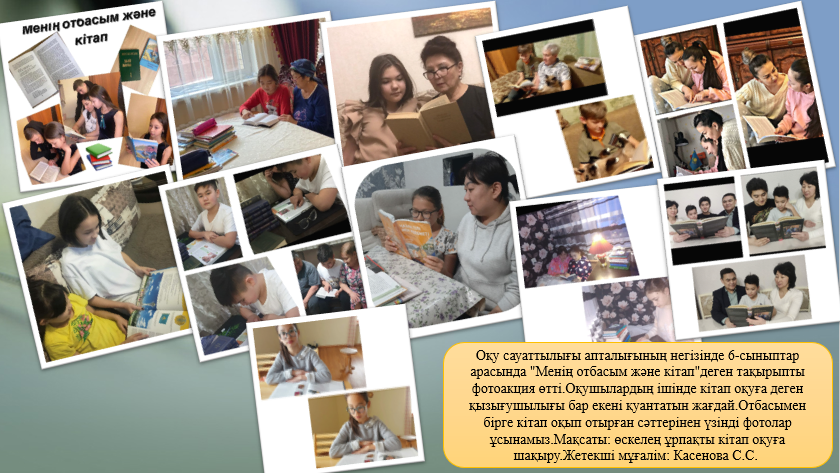 Менің отбасым және
кітап
Оқу сауаттылығы апталығының негізінде 6-сыныптар
арасында "Менің отбасым және кітап"деген тақырыпты
фотоакция өтті.Оқушылардың ішінде кітап оқуға деген
қызығушылығы бар екені қуантатын жағдай.Отбасымен
бірге кітап оқып отырған сәттерінен үзінді фотолар
ұсынамыз.Мақсаты: өскелең ұрпақты кітап оқуға
шақыру.Жетекші мұғалім: Касенова С.С.